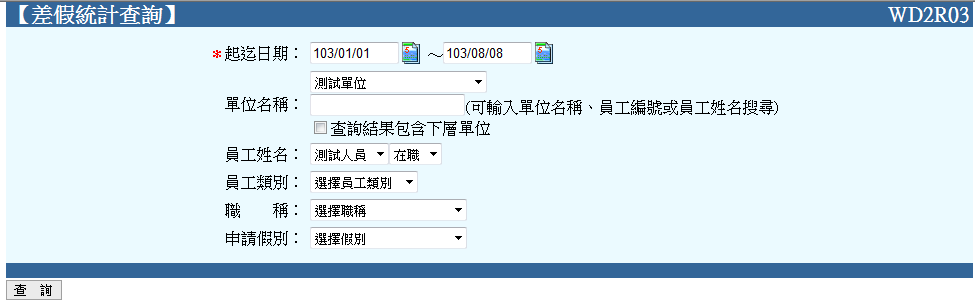 【差假統計查詢】 WD2R03
*起迄日期： 103/01/01 ～ 103/08/08
測試單位
單位名稱： (可輸入單位名稱、員工編號或員工姓名搜尋)
查詢結果包含下層單位
員工姓名： 測試人員 在職
員工類別： 選擇員工類別
職　　稱： 選擇職稱
申請假別： 選擇假別
查　詢